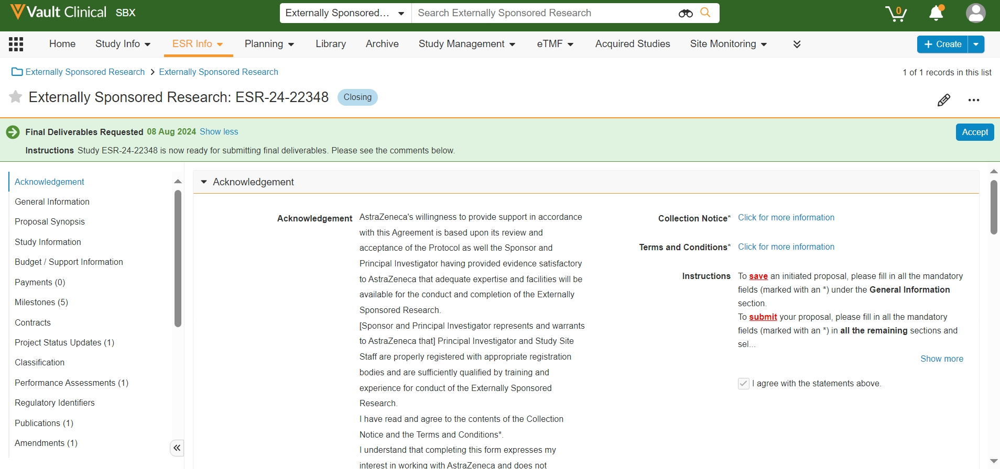 Vault Clinical SBX
Externally Sponsored... Search Externally Sponsored Research
0
Home Study Info ESR Info Planning Library Archive Study Management eTMF Acquired Studies Site Monitoring + Create
Externally Sponsored Research > Externally Sponsored Research
1 of 1 records in this list
Externally Sponsored Research: ESR-24-22348 Closing
Final Deliverables Requested 08 Aug 2024 Show less
Accept
Instructions Study ESR-24-22348 is now ready for submitting final deliverables. Please see the comments below.
Acknowledgement
General Information
Proposal Synopsis
Study Information
Budget / Support Information
Payments (0)
Milestones (5)
Contracts
Project Status Updates (1)
Classification
Performance Assessments (1)
Regulatory Identifiers
Publications (1)
Amendments (1)
Acknowledgement
Acknowledgement
AstraZeneca's willingness to provide support in accordance
with this Agreement is based upon its review and
acceptance of the Protocol as well the Sponsor and
Principal Investigator having provided evidence satisfactory
to AstraZeneca that adequate expertise and facilities will be
available for the conduct and completion of the Externally
Sponsored Research.
[Sponsor and Principal Investigator represents and warrants
to AstraZeneca that] Principal Investigator and Study Site
Staff are properly registered with appropriate registration
bodies and are sufficiently qualified by training and
experience for conduct of the Externally Sponsored
Research.
I have read and agree to the contents of the Collection
Notice and the Terms and Conditions*.
I understand that completing this form expresses my
interest in working with AstraZeneca and does not
Collection Notice* Click for more information
Terms and Conditions* Click for more information
Instructions To save an initiated proposal, please fill in all the mandatory
fields (marked with an *) under the General Information
section.
To submit your proposal, please fill in all the mandatory
fields (marked with an *) in all the remaining sections and
sel...
Show more
I agree with the statements above.